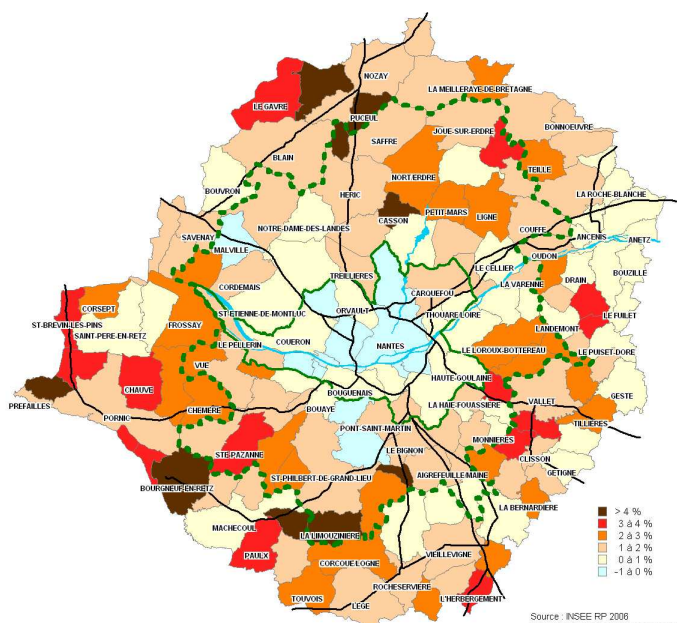 NOZAY
LA MEILLERAYE-DE-BRETAGNE
LE GAVRE
PUCEUL
JOUE-SUR-ERDRE
BONNOEUVRE
SAFFRE
BLAIN
TEILLE
NORT-ERDRE
BOUVRON
HERIC
LA ROCHE-BLANCHE
PETIT-MARS
LIGNE
CASSON
NOTRE-DAME-DES-LANDES
COUFFE
SAVENAY
ANCENIS
ANETZ
MALVILLE
OUDON
TREILLIERES
LE CELLIER
BOUZILLE
DRAIN
CORDEMAIS
LA VARENNE
CARQUEFOU
CORSEPT
ORVAULT
ST-ETIENNE-DE-MONTLUC
THOUARE-LOIRE
LE FUILET
ST-BREVIN-LES-PINS
FROSSAY
LANDEMONT
SAINT-PERE-EN-RETZ
COUERON
NANTES
LE PELLERIN
LE LOROUX-BOTTEREAU
LE PUISET-DORE
VUE
HAUTE-GOULAINE
CHAUVE
BOUGUENAIS
GESTE
VALLET
PREFAILLES
LA HAIE-FOUASSIERE
CHEMERE
BOUAYE
PORNIC
TILLIERES
PONT-SAINT-MARTIN
MONNIERES
LE BIGNON
STE-PAZANNE
CLISSON
AIGREFEUILLE-MAINE
GETIGNE
ST-PHILBERT-DE-GRAND-LIEU
BOURGNEUF-EN-RETZ
LA BERNARDIERE
MACHECOUL
LA LIMOUZINIERE
VIEILLEVIGNE
PAULX
CORCOUE/LOGNE
ROCHESERVIERE
L'HERBERGEMENT
TOUVOIS
LEGE
> 4 %
3 à 4 %
2 à 3 %
1 à 2 %
0 à 1 %
-1 à 0 %
Source : INSEE RP 2006